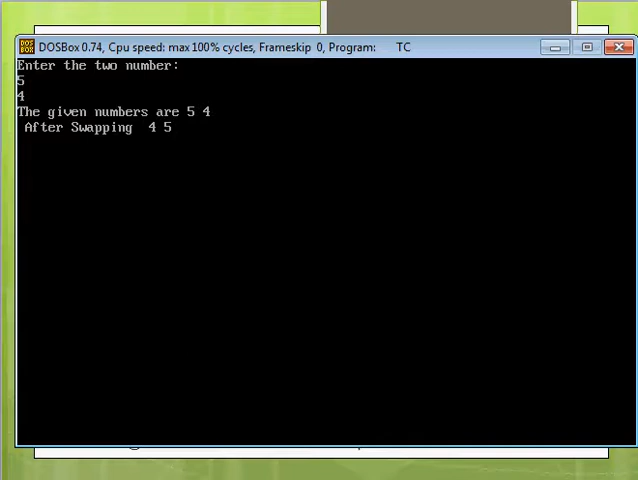 DOSBox 0.74, Cpu speed: max 100% cycles, Frameskip 0, Program: TC
Enter the two number:
5
4
The given numbers are 5 4
After Swapping 4 5